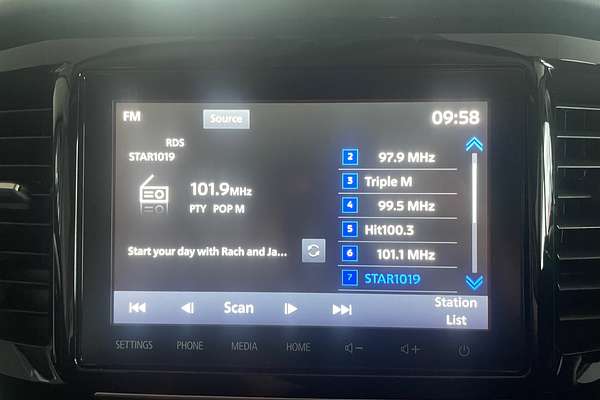 FM
Source
09:58
RDS
STAR1019
101.9MHz
PTY POP M
Start your day with Rach and Ja...
2 97.9 MHz
3 Triple M
4 99.5 MHz
5 Hit100.3
6 101.1 MHz
7 STAR1019
Scan
Station
List
SETTINGS
PHONE
MEDIA
HOME